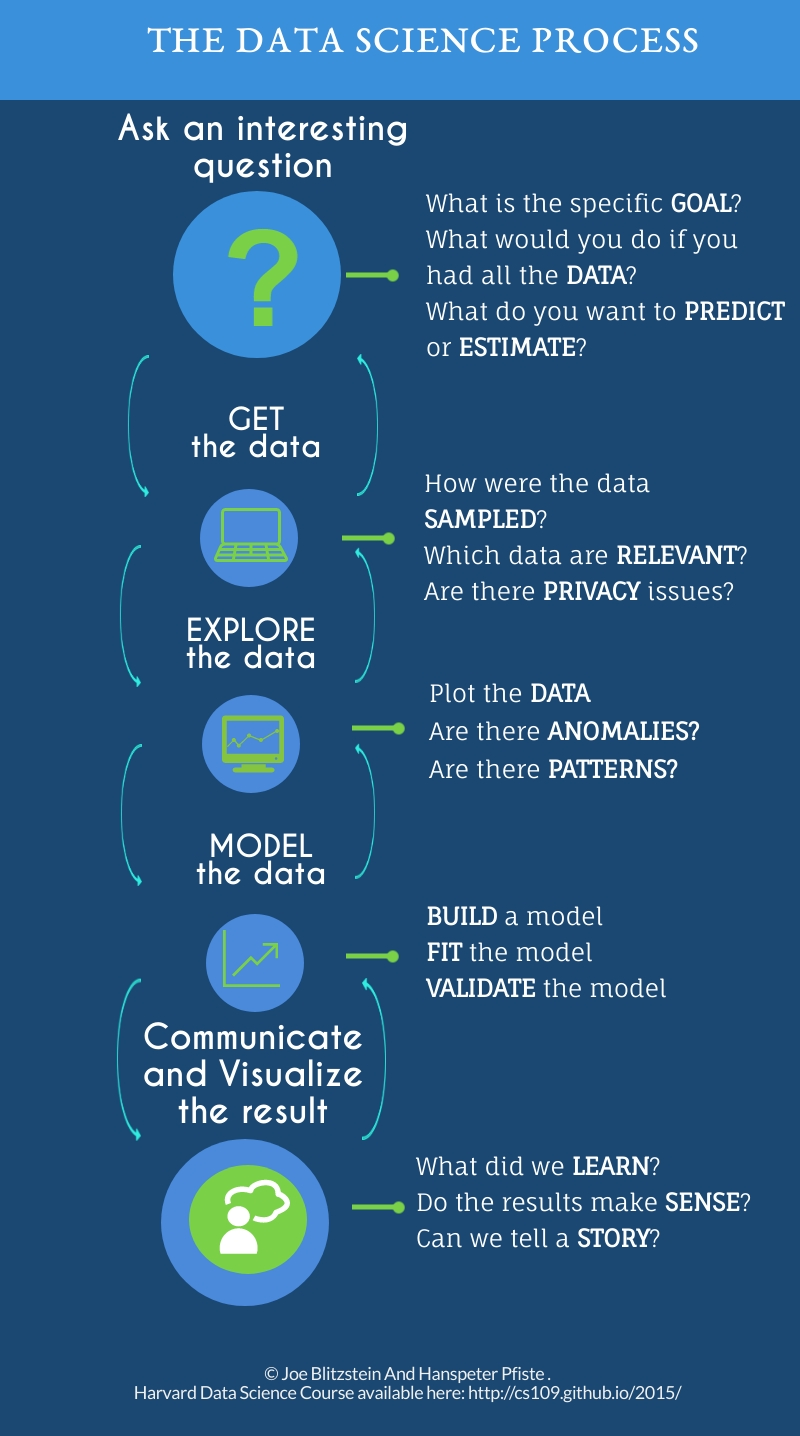 THE DATA SCIENCE PROCESS
Ask an interesting
question
What is the specific GOAL?
What would you do if you
had all the DATA?
What do you want to PREDICT
or ESTIMATE?
GET
the data
How were the data
SAMPLED?
Which data are RELEVANT?
Are there PRIVACY issues?
EXPLORE
the data
Plot the DATA
Are there ANOMALIES?
Are there PATTERNS?
MODEL
the data
BUILD a model
FIT the model
VALIDATE the model
Communicate
and Visualize
the result
What did we LEARN?
Do the results make SENSE?
Can we tell a STORY?
© Joe Blitzstein And Hanspeter Pfiste .
Harvard Data Science Course available here: http://cs109.github.io/2015/